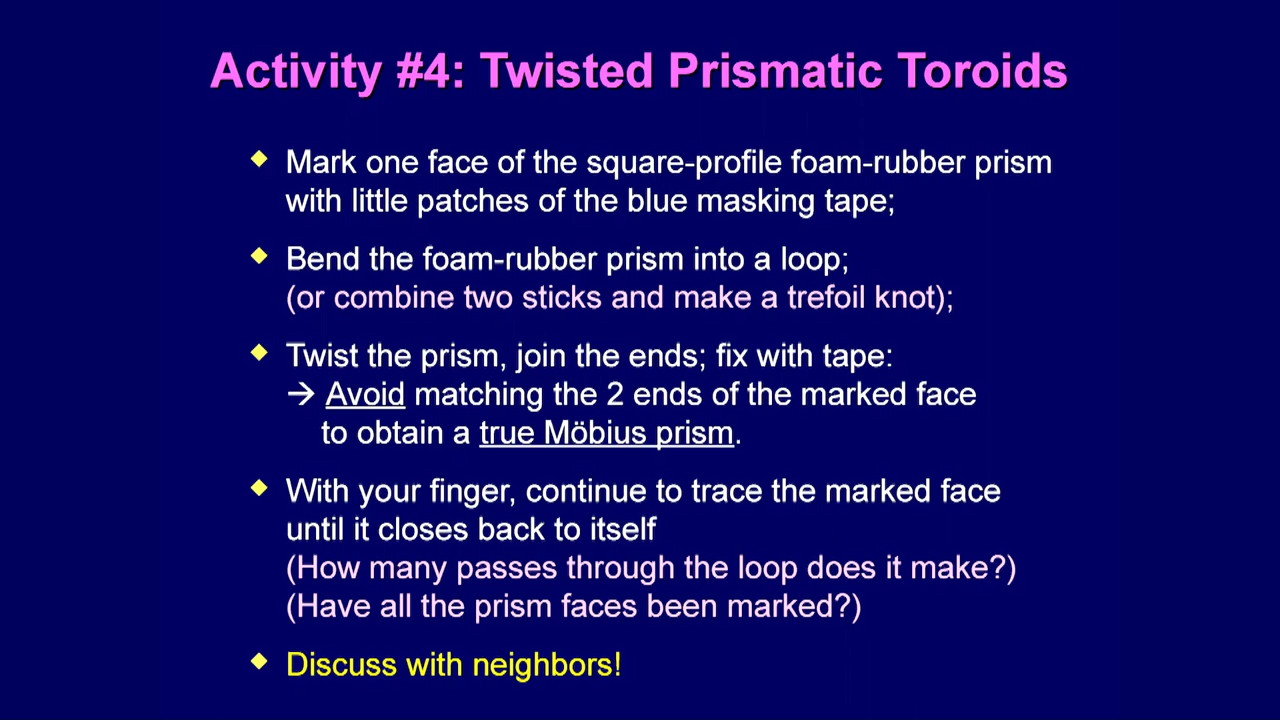 Activity #4: Twisted Prismatic Toroids
◆ Mark one face of the square-profile foam-rubber prism
with little patches of the blue masking tape;
◆ Bend the foam-rubber prism into a loop;
(or combine two sticks and make a trefoil knot);
◆ Twist the prism, join the ends; fix with tape:
→ Avoid matching the 2 ends of the marked face
to obtain a true Möbius prism.
◆ With your finger, continue to trace the marked face
until it closes back to itself
(How many passes through the loop does it make?)
(Have all the prism faces been marked?)
◆ Discuss with neighbors!